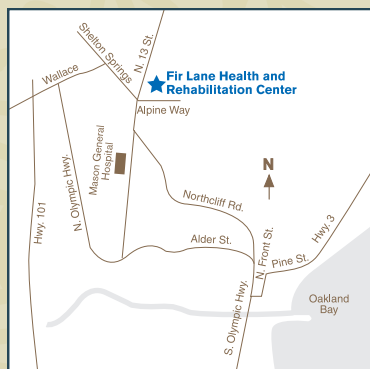 Shelton Springs
N. 13 St.
Wallace
Fir Lane Health and
Rehabilitation Center
Alpine Way
Mason General
Hospital
N
Northcliff Rd.
N. Olympic Hwy.
Hwy. 101
Alder St.
N. Front St.
Hwy. 3
Pine St.
S. Olympic Hwy.
Oakland
Bay